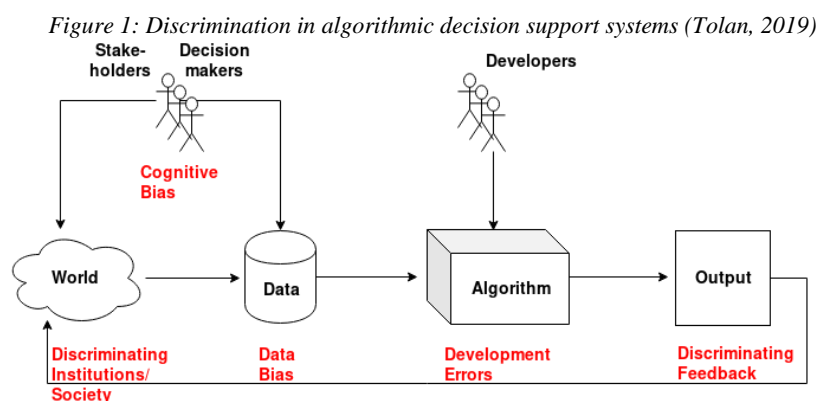 Figure 1: Discrimination in algorithmic decision support systems (Tolan, 2019)
Stake-
holders
Decision
makers
Developers
Cognitive
Bias
World
Data
Algorithm
Output
Discriminating
Institutions/
Society
Data
Bias
Development
Errors
Discriminating
Feedback